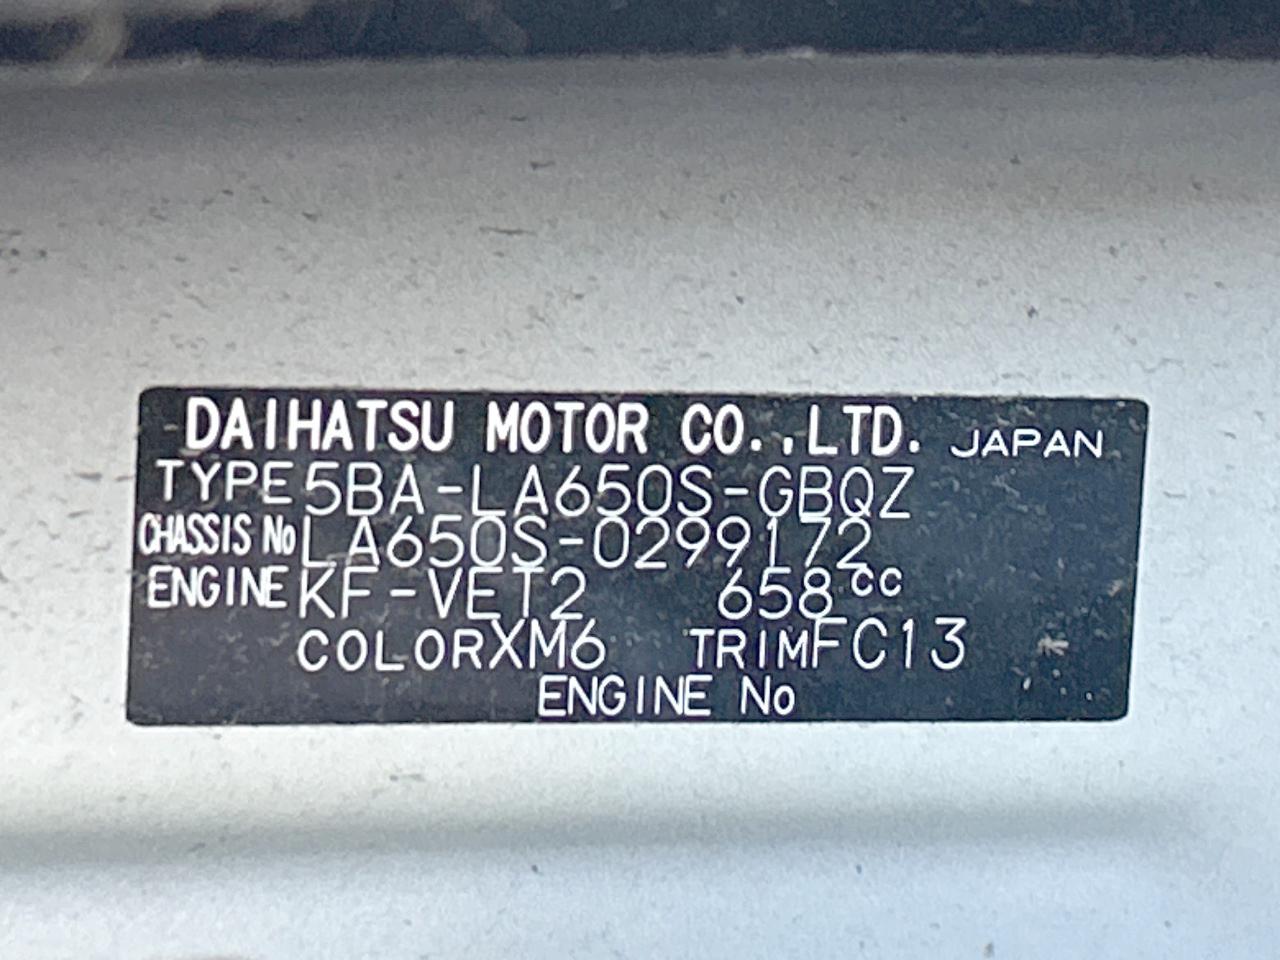 DAIHATSU MOTOR CO.,LTD. JAPAN
TYPE 5BA-LA650S-GBQZ
CHASSIS No LA650S-0299172
ENGINE KF-VET2 658cc
COLOR XM6 TRIM FC13
ENGINE No